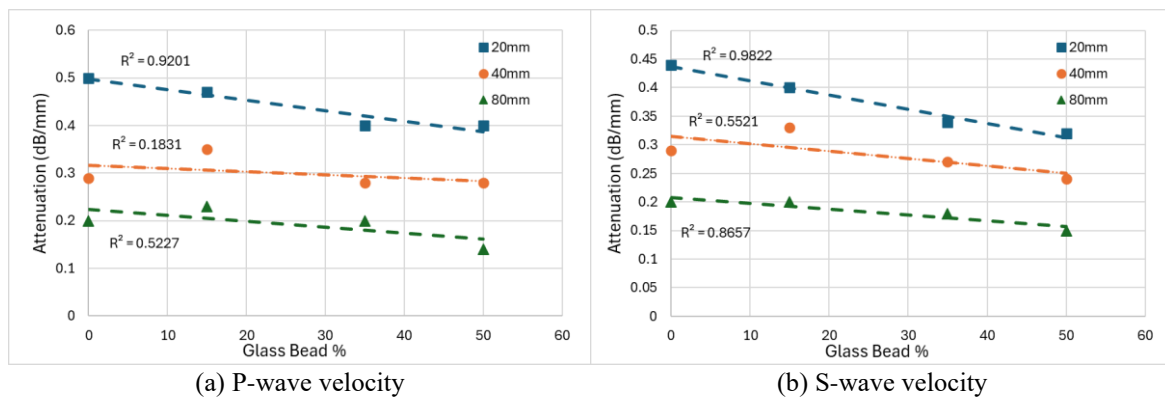 0.6
0.5
0.4
0.3
0.2
0.1
0
Attenuation (dB/mm)
R² = 0.9201
R² = 0.1831
R² = 0.5227
20mm
40mm
80mm
0 10 20 30 40 50 60
Glass Bead %
(a) P-wave velocity
0.5
0.45
0.4
0.35
0.3
0.25
0.2
0.15
0.1
0.05
0
Attenuation (dB/mm)
R² = 0.9822
R² = 0.5521
R² = 0.8657
20mm
40mm
80mm
0 10 20 30 40 50 60
Glass Bead %
(b) S-wave velocity